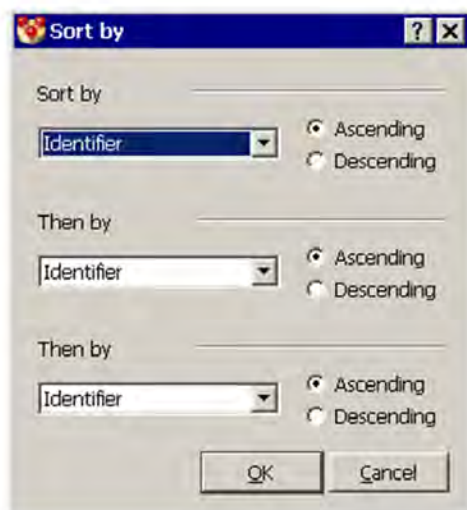 Sort by
Sort by
Identifier
Ascending
Descending
Then by
Identifier
Ascending
Descending
Then by
Identifier
Ascending
Descending
OK Cancel